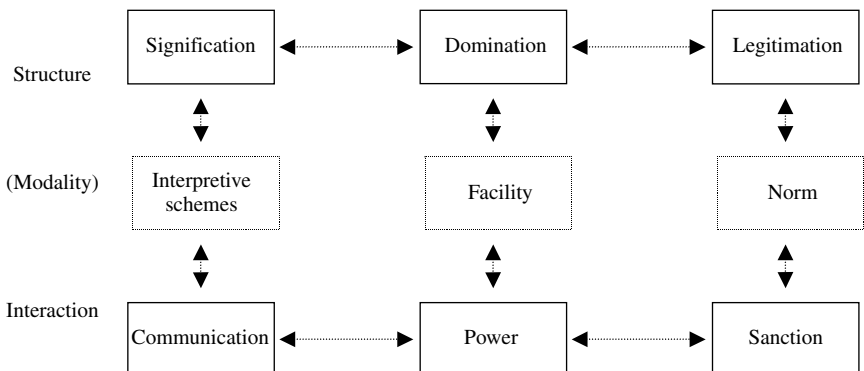 Signification
Domination
Legitimation
Structure
(Modality)
Interpretive
schemes
Facility
Norm
Interaction
Communication
Power
Sanction